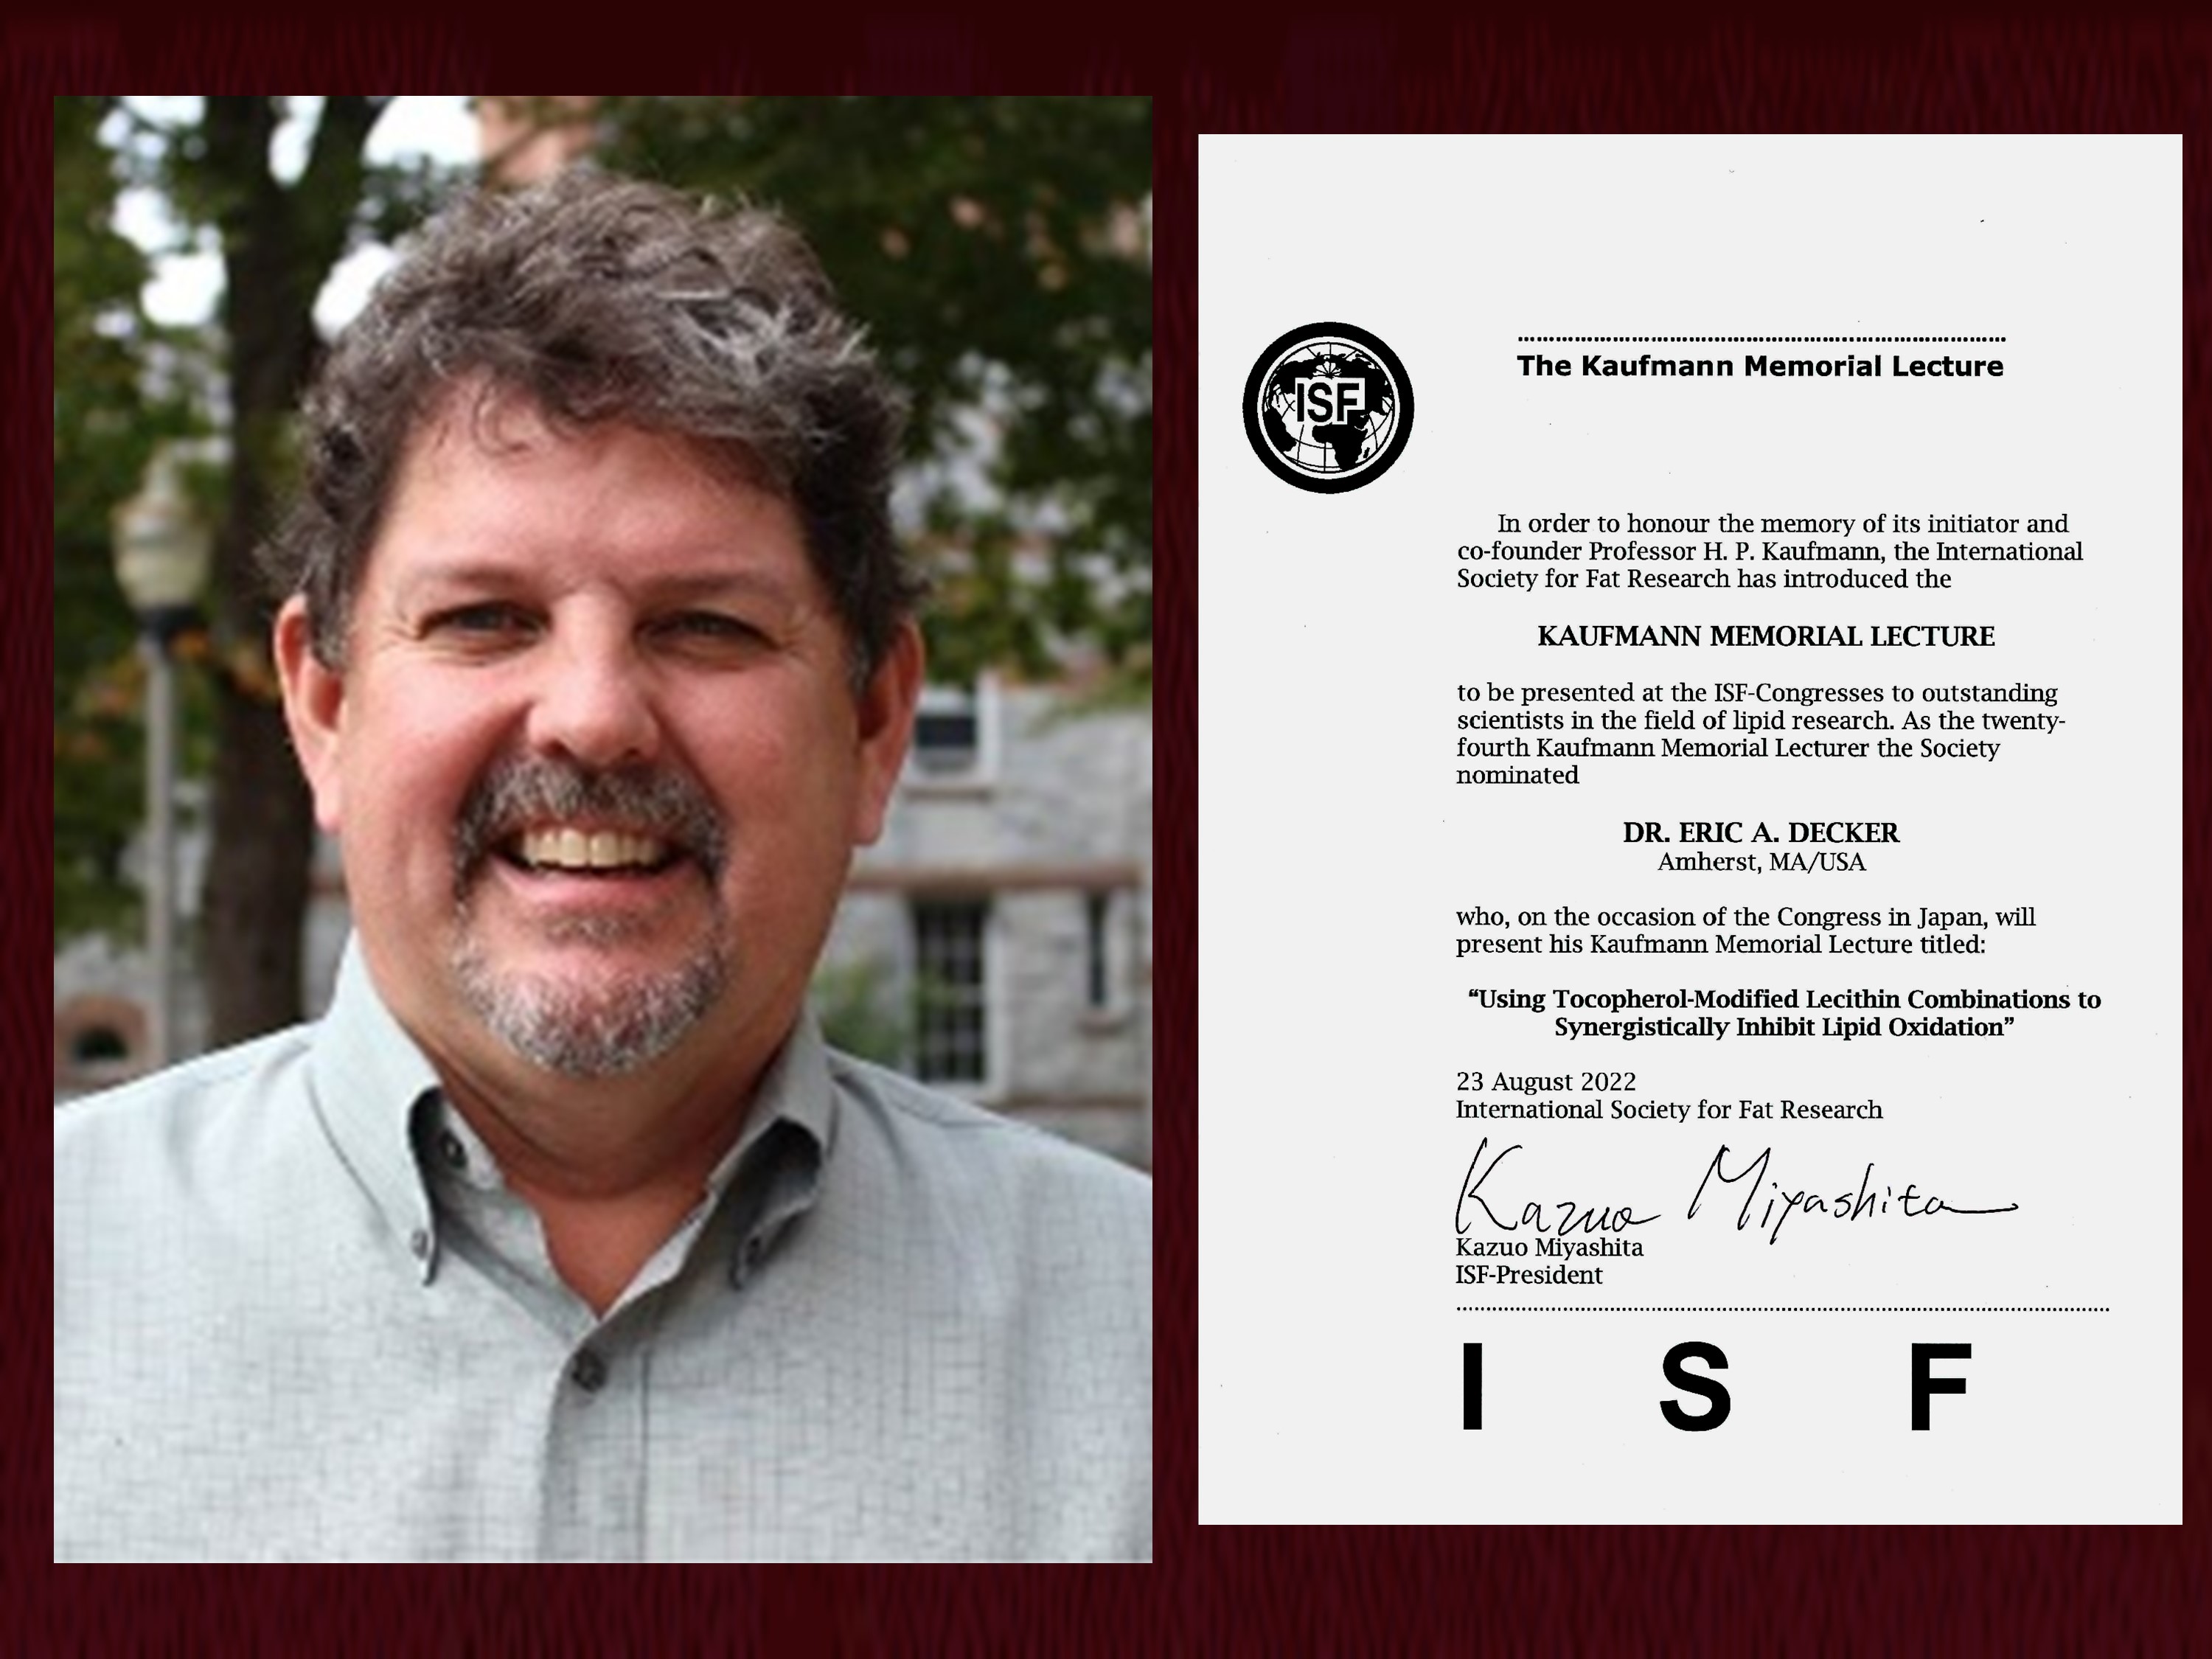 ISF
The Kaufmann Memorial Lecture
In order to honour the memory of its initiator and
co-founder Professor H. P. Kaufmann, the International
Society for Fat Research has introduced the
KAUFMANN MEMORIAL LECTURE
to be presented at the ISF-Congresses to outstanding
scientists in the field of lipid research. As the twenty-
fourth Kaufmann Memorial Lecturer the Society
nominated
DR. ERIC A. DECKER
Amherst, MA/USA
who, on the occasion of the Congress in Japan, will
present his Kaufmann Memorial Lecture titled:
“Using Tocopherol-Modified Lecithin Combinations to
Synergistically Inhibit Lipid Oxidation”
23 August 2022
International Society for Fat Research
Kazuo Miyashita
Kazuo Miyashita
ISF-President
I S F